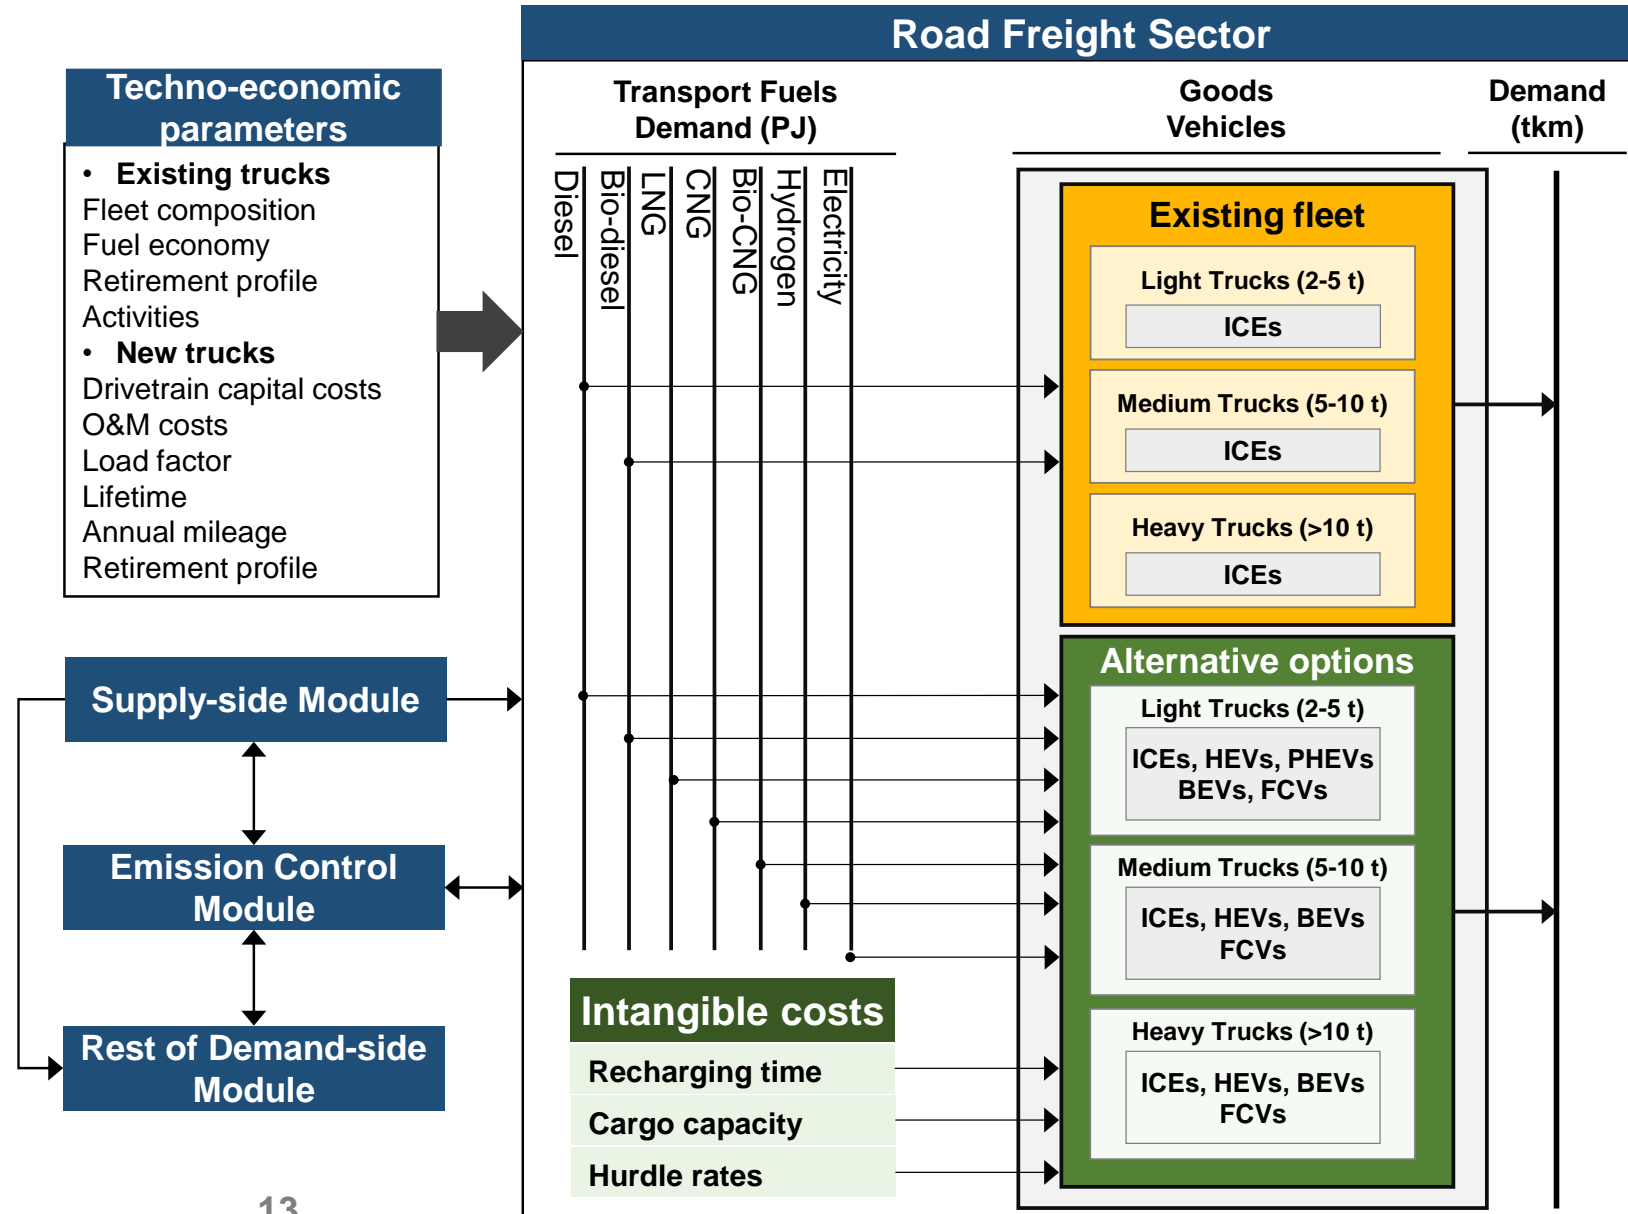 Road Freight Sector
Techno-economic
parameters
• Existing trucks
Fleet composition
Fuel economy
Retirement profile
Activities
• New trucks
Drivetrain capital costs
O&M costs
Load factor
Lifetime
Annual mileage
Retirement profile
Supply-side Module
Emission Control
Module
Rest of Demand-side
Module
Transport Fuels
Demand (PJ)
Diesel
Bio-diesel
LNG
CNG
Bio-CNG
Hydrogen
Electricity
Intangible costs
Recharging time
Cargo capacity
Hurdle rates
Goods
Vehicles
Existing fleet
Light Trucks (2-5 t)
ICEs
Medium Trucks (5-10 t)
ICEs
Heavy Trucks (>10 t)
ICEs
Alternative options
Light Trucks (2-5 t)
ICEs, HEVs, PHEVs
BEVs, FCVs
Medium Trucks (5-10 t)
ICEs, HEVs, BEVs
FCVs
Heavy Trucks (>10 t)
ICEs, HEVs, BEVs
FCVs
Demand
(tkm)
13